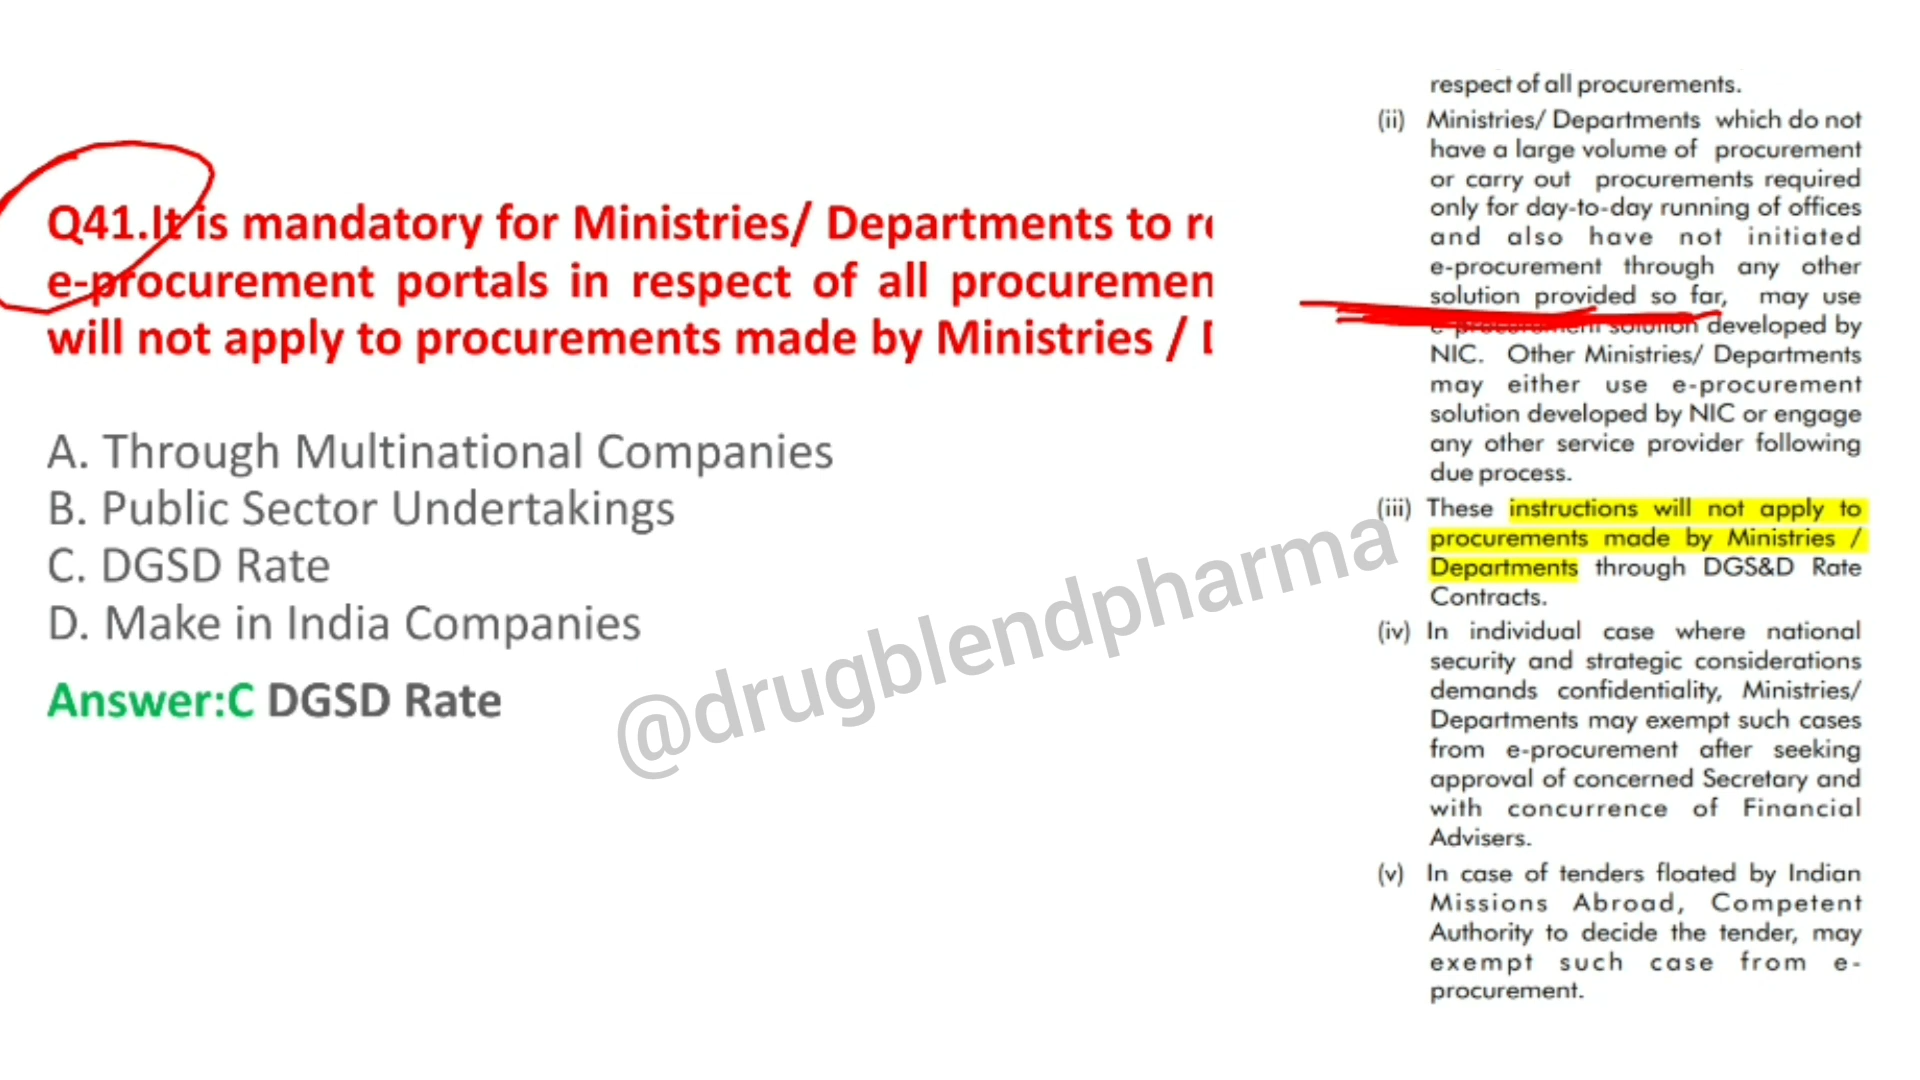 Q41.It is mandatory for Ministries/ Departments to
e-procurement portals in respect of all procuremen
will not apply to procurements made by Ministries /
A. Through Multinational Companies
B. Public Sector Undertakings
C. DGSD Rate
D. Make in India Companies
Answer:C DGSD Rate
@drugblendpharma
respect of all procurements.
(ii) Ministries/ Departments which do not
have a large volume of procurement
or carry out procurements required
only for day-to-day running of offices
and also have not initiated
e-procurement through any other
solution provided so far, may use
e-procurement solution developed by
NIC. Other Ministries/ Departments
may either use e-procurement
solution developed by NIC or engage
any other service provider following
due process.
(iii) These instructions will not apply to
procurements made by Ministries /
Departments through DGS&D Rate
Contracts.
(iv) In individual case where national
security and strategic considerations
demands confidentiality, Ministries/
Departments may exempt such cases
from e-procurement after seeking
approval of concerned Secretary and
with concurrence of Financial
Advisers.
(v) In case of tenders floated by Indian
Missions Abroad, Competent
Authority to decide the tender, may
exempt such case from e-
procurement.